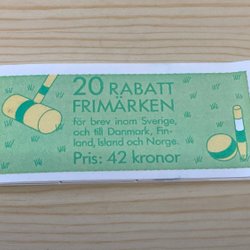 20 RABATT
FRIMÄRKEN
för brev inom Sverige,
och till Danmark, Fin-
land, Island och Norge.
Pris: 42 kronor